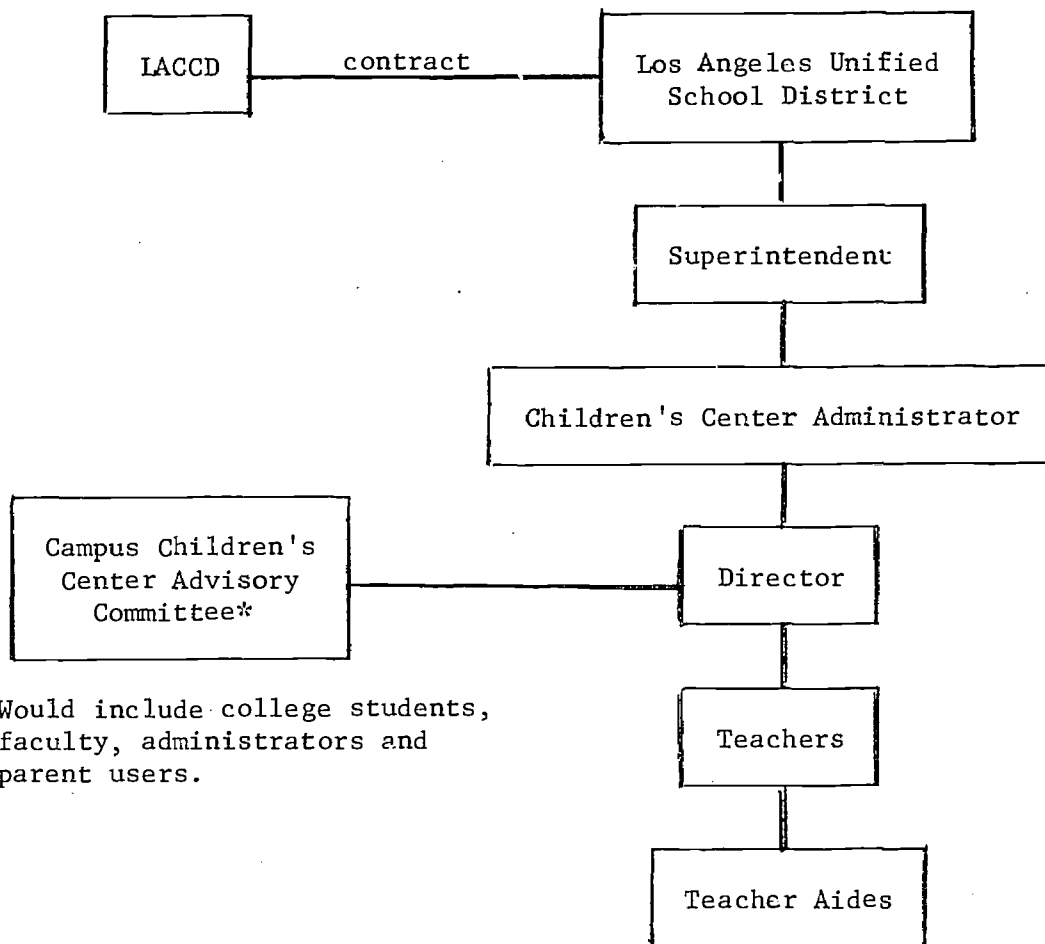 LACCD
contract
Los Angeles Unified
School District
Superintendent
Children's Center Administrator
Campus Children's
Center Advisory
Committee*
Director
Would include college students,
faculty, administrators and
parent users.
Teachers
Teacher Aides